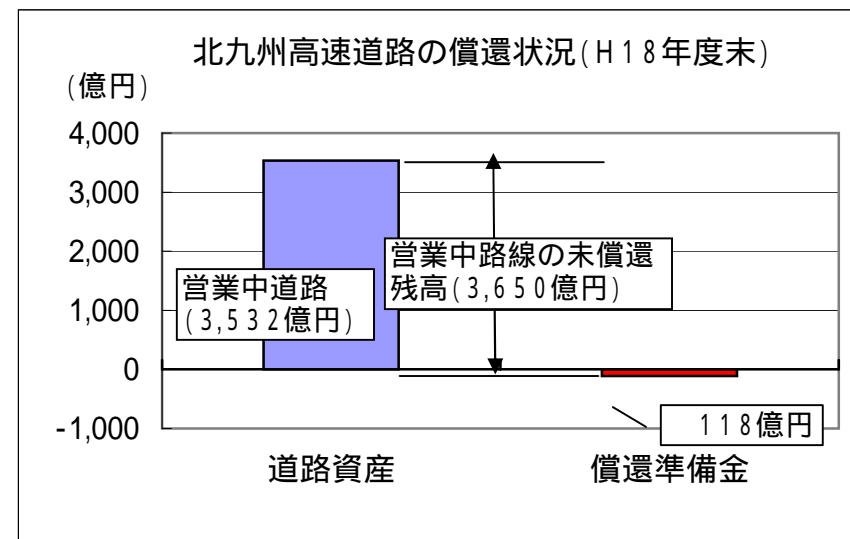 北九州高速道路の償還状況(H18年度末)
(億円)
4,000
3,000
2,000
1,000
0
-1,000
営業中道路
(3,532億円)
営業中路線の未償還
残高(3,650億円)
118億円
道路資産
償還準備金